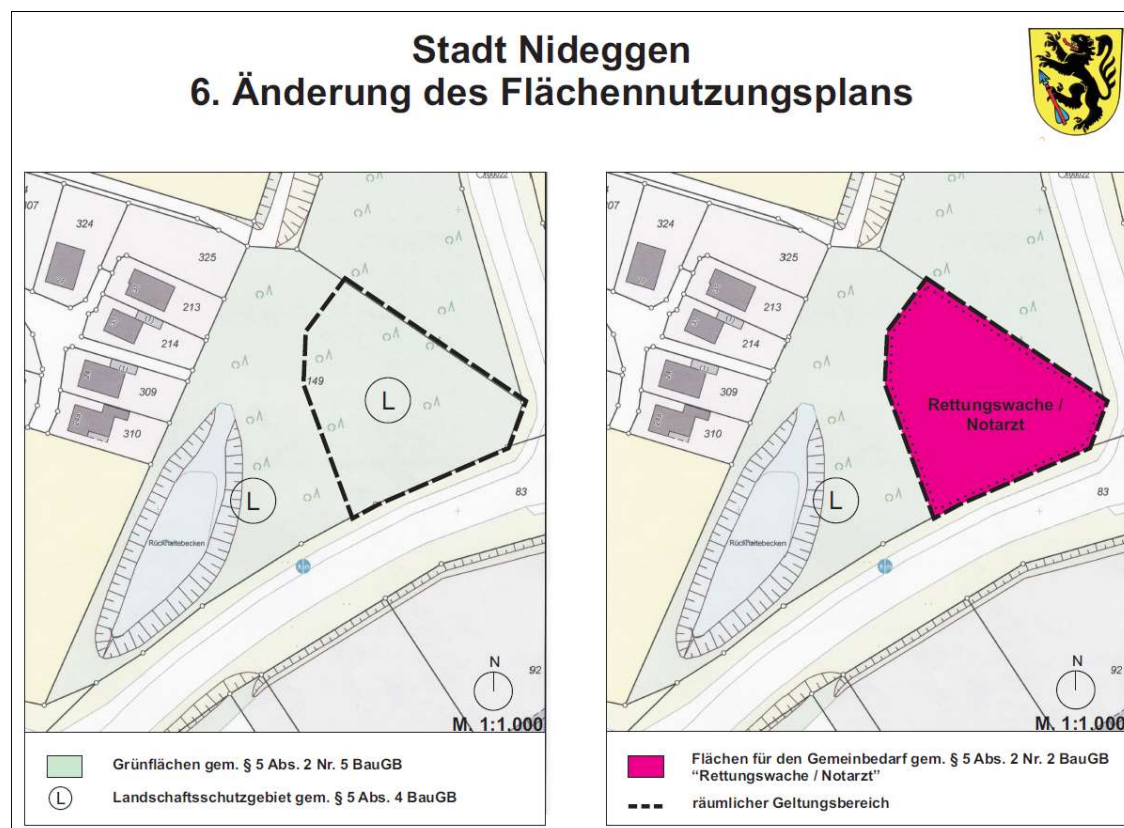 Stadt Nideggen
6. Änderung des Flächennutzungsplans
307
324
325
213
214
309
310
149
L
L
83
Rückhaltebecken
N
92
M. 1:1.000
Grünflächen gem. § 5 Abs. 2 Nr. 5 BauGB
L Landschaftsschutzgebiet gem. § 5 Abs. 4 BauGB
07
324
325
213
214
309
310
Rettungswache /
Notarzt
L
83
Rückhaltebecken
N
92
M. 1:1.000
Flächen für den Gemeinbedarf gem. § 5 Abs. 2 Nr. 2 BauGB
“Rettungswache / Notarzt”
räumlicher Geltungsbereich